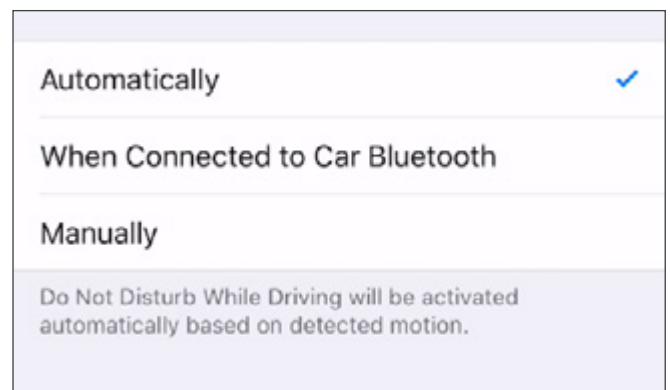 Automatically
When Connected to Car Bluetooth
Manually
Do Not Disturb While Driving will be activated
automatically based on detected motion.